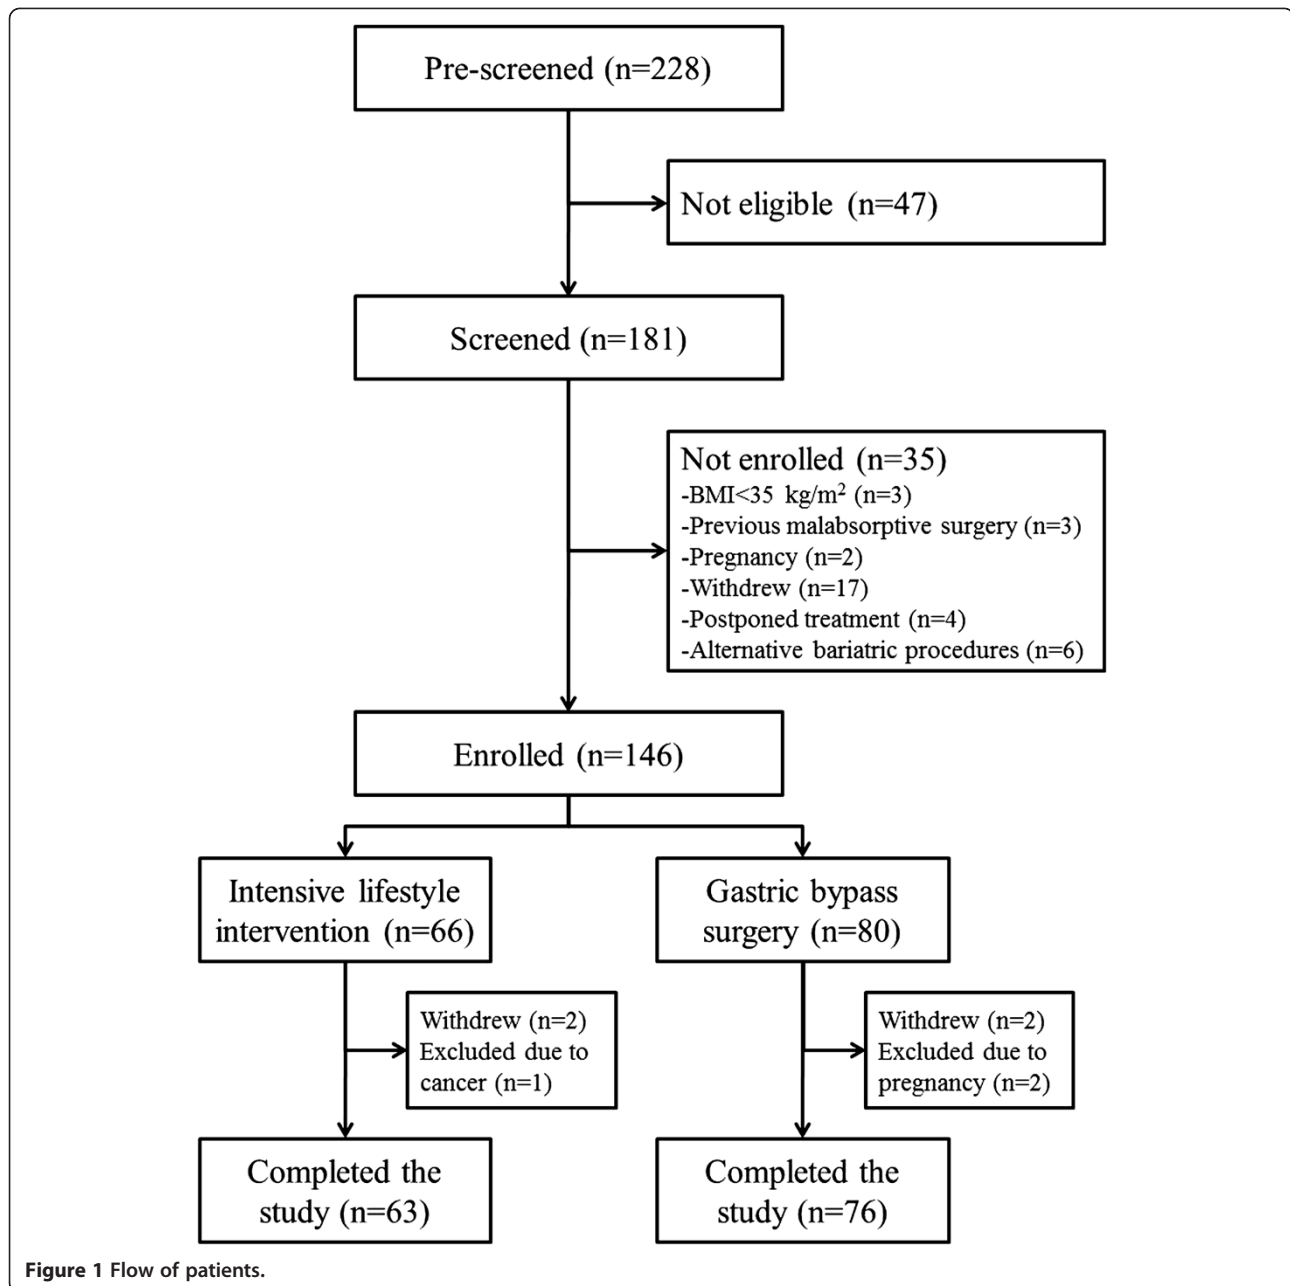 Pre-screened (n=228)
Not eligible (n=47)
Screened (n=181)
Not enrolled (n=35)
-BMI<35 kg/m² (n=3)
-Previous malabsorptive surgery (n=3)
-Pregnancy (n=2)
-Withdrew (n=17)
-Postponed treatment (n=4)
-Alternative bariatric procedures (n=6)
Enrolled (n=146)
Intensive lifestyle
intervention (n=66)
Gastric bypass
surgery (n=80)
Withdrew (n=2)
Excluded due to
cancer (n=1)
Withdrew (n=2)
Excluded due to
pregnancy (n=2)
Completed the
study (n=63)
Completed the
study (n=76)
Figure 1 Flow of patients.